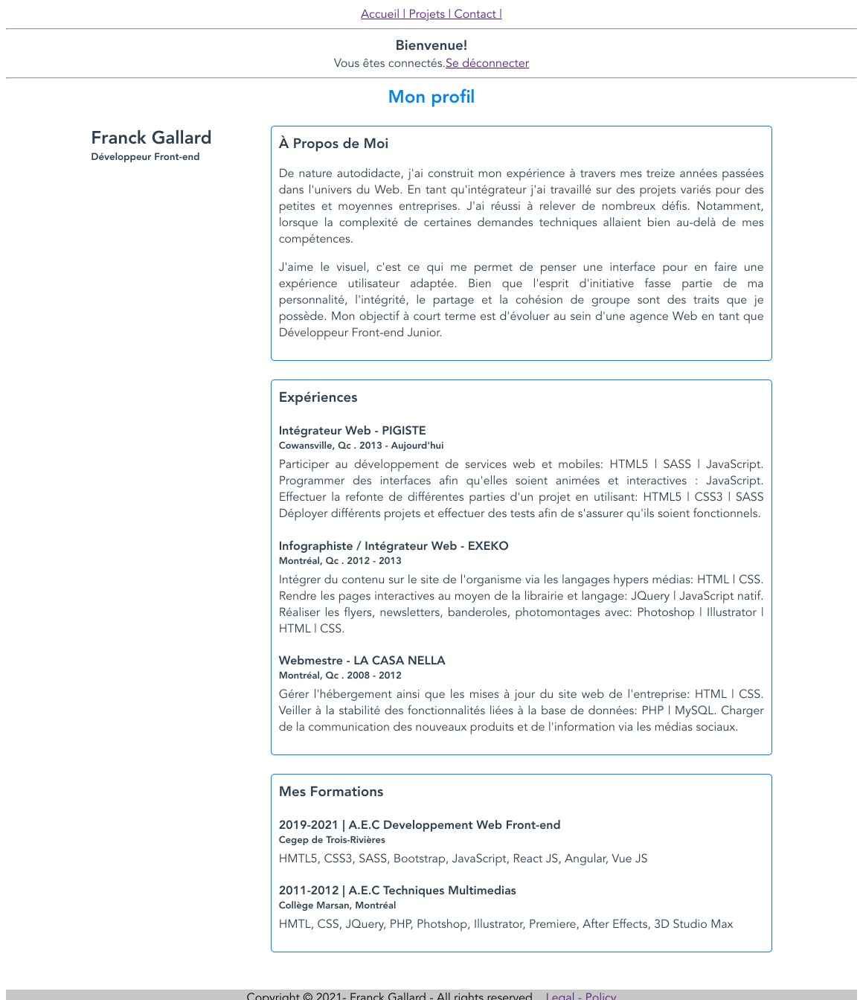 Accueil | Projets | Contact |
Bienvenue!
Vous êtes connectés.Se déconnecter
Mon profil
Franck Gallard
Développeur Front-end
À Propos de Moi
De nature autodidacte, j'ai construit mon expérience à travers mes treize années passées
dans l'univers du Web. En tant qu'intégrateur j'ai travaillé sur des projets variés pour des
petites et moyennes entreprises. J'ai réussi à relever de nombreux défis. Notamment,
lorsque la complexité de certaines demandes techniques allaient bien au-delà de mes
compétences.
J'aime le visuel, c'est ce qui me permet de penser une interface pour en faire une
expérience utilisateur adaptée. Bien que l'esprit d'initiative fasse partie de ma
personnalité, l'intégrité, le partage et la cohésion de groupe sont des traits que je
possède. Mon objectif à court terme est d'évoluer au sein d'une agence Web en tant que
Développeur Front-end Junior.
Expériences
Intégrateur Web - PIGISTE
Cowansville, Qc . 2013 - Aujourd'hui
Participer au développement de services web et mobiles: HTML5 | SASS | JavaScript.
Programmer des interfaces afin qu'elles soient animées et interactives : JavaScript.
Effectuer la refonte de différentes parties d'un projet en utilisant: HTML5 | CSS3 | SASS
Déployer différents projets et effectuer des tests afin de s'assurer qu'ils soient fonctionnels.
Infographiste / Intégrateur Web - EXEKO
Montréal, Qc . 2012 - 2013
Intégrer du contenu sur le site de l'organisme via les langages hypers médias: HTML | CSS.
Rendre les pages interactives au moyen de la librairie et langage: JQuery | JavaScript natif.
Réaliser les flyers, newsletters, banderoles, photomontages avec: Photoshop | Illustrator |
HTML | CSS.
Webmestre - LA CASA NELLA
Montréal, Qc . 2008 - 2012
Gérer l'hébergement ainsi que les mises à jour du site web de l'entreprise: HTML | CSS.
Veiller à la stabilité des fonctionnalités liées à la base de données: PHP | MySQL. Charger
de la communication des nouveaux produits et de l'information via les médias sociaux.
Mes Formations
2019-2021 | A.E.C Developpement Web Front-end
Cegep de Trois-Rivières
HMTL5, CSS3, SASS, Bootstrap, JavaScript, React JS, Angular, Vue JS
2011-2012 | A.E.C Techniques Multimedias
Collège Marsan, Montréal
HMTL, CSS, JQuery, PHP, Photshop, Illustrator, Premiere, After Effects, 3D Studio Max
Copyright © 2021- Franck Gallard - All rights reserved. Legal - Policy